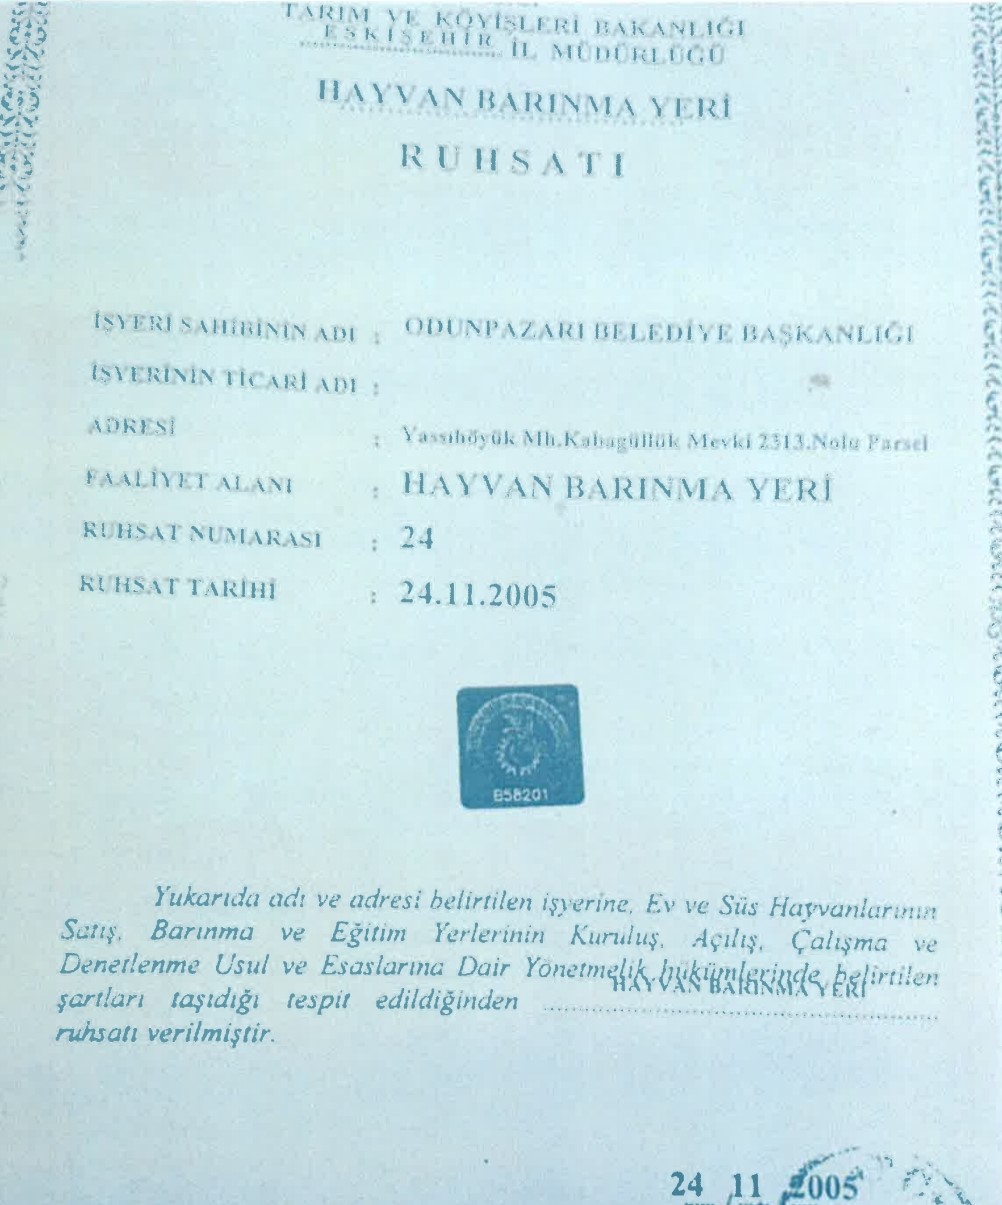 TARIM VE KÖYİŞLERİ BAKANLIĞI
ESKİŞEHİR İL MÜDÜRLÜĞÜ
HAYVAN BARINMA YERİ
RUHSATI
İŞYERİ SAHİBİNİN ADI : ODUNPAZARI BELEDİYE BAŞKANLIĞI
İŞYERİNİN TİCARİ ADI :
ADRESİ : Yassıhöyük Mh.Kabagüllük Mevki 2313.Nolu Parsel
FAALİYET ALANI : HAYVAN BARINMA YERİ
RUHSAT NUMARASI : 24
RUHSAT TARİHİ : 24.11.2005
B58201
Yukarıda adı ve adresi belirtilen işyerine, Ev ve Süs Hayvanlarının
Satış, Barınma ve Eğitim Yerlerinin Kuruluş, Açılış, Çalışma ve
Denetlenme Usul ve Esaslarına Dair Yönetmelik hükümlerinde belirtilen
HAYVAN BARINMA YERİ
şartları taşıdığı tespit edildiğinden
ruhsatı verilmiştir.
24 11 2005